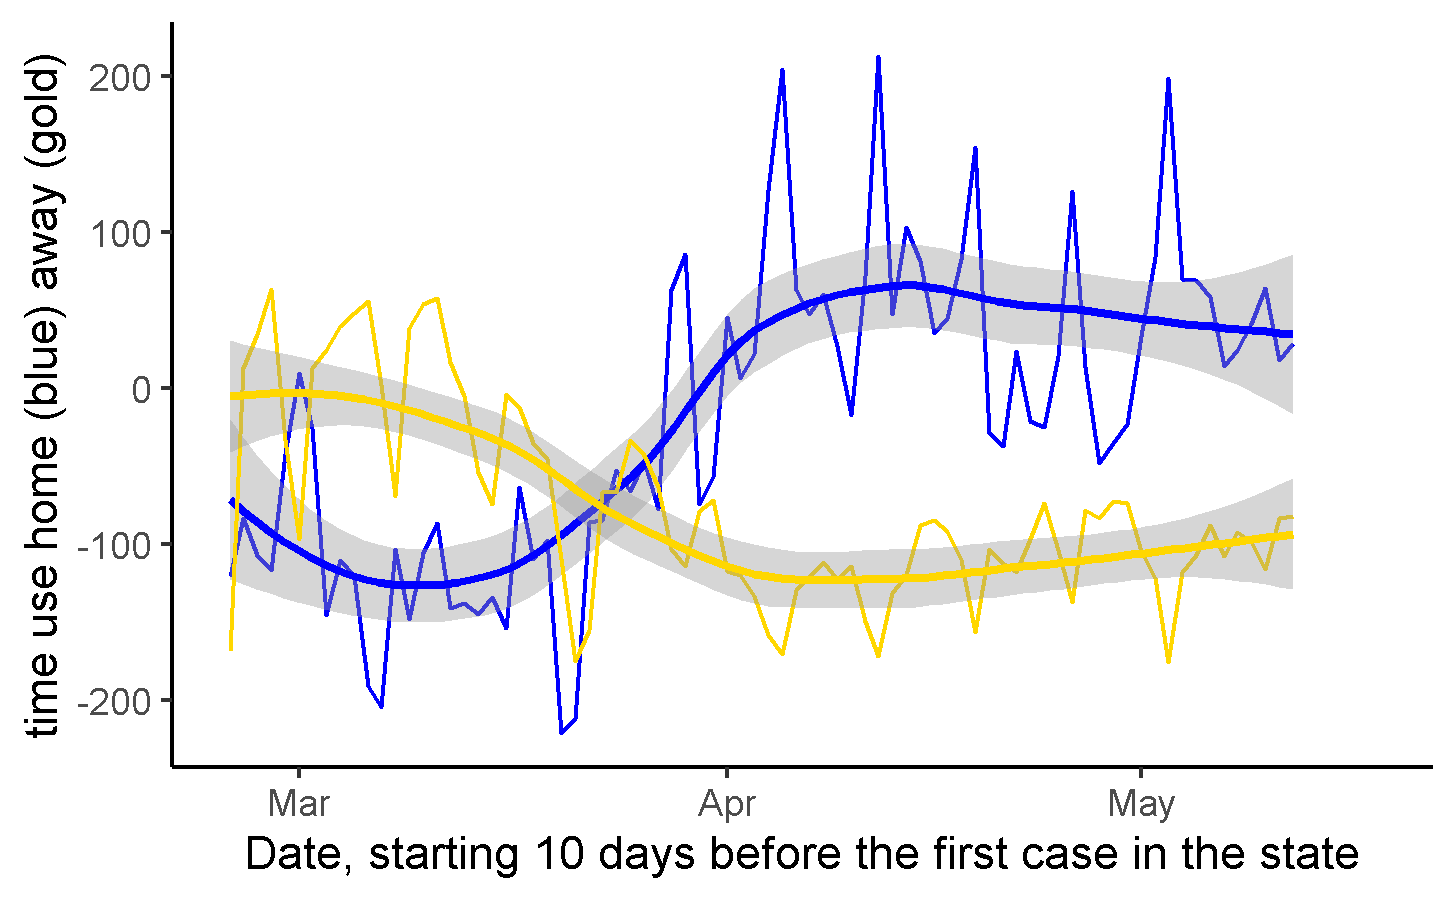 time use home (blue) away (gold)
200
100
0
-100
-200
Mar Apr May
Date, starting 10 days before the first case in the state